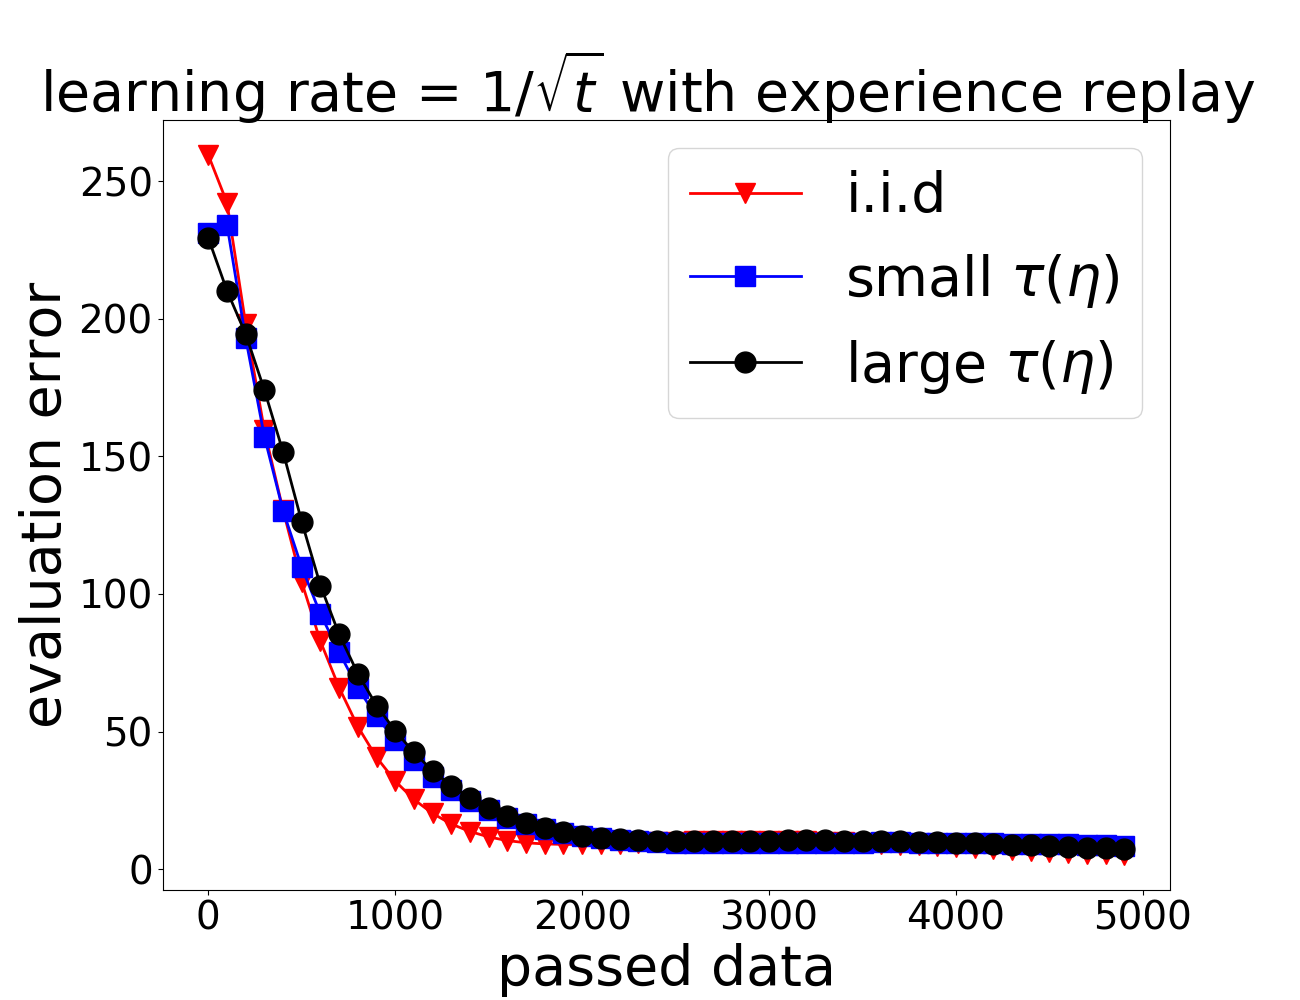 learning rate = 1/√t with experience replay
i.i.d
small τ(η)
large τ(η)
evaluation error
250
200
150
100
50
0
0 1000 2000 3000 4000 5000
passed data